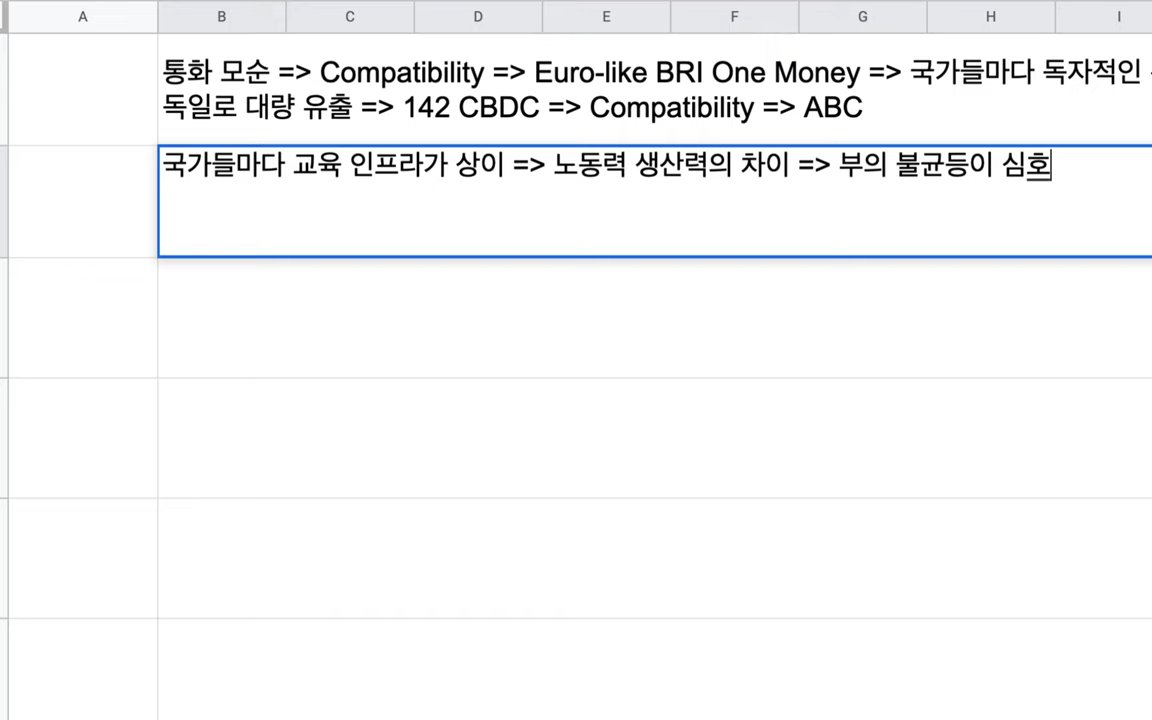 A B C D E F G H I
통화 모순 => Compatibility => Euro-like BRI One Money => 국가들마다 독자적인
독일로 대량 유출 => 142 CBDC => Compatibility => ABC
국가들마다 교육 인프라가 상이 => 노동력 생산력의 차이 => 부의 불균등이 심호